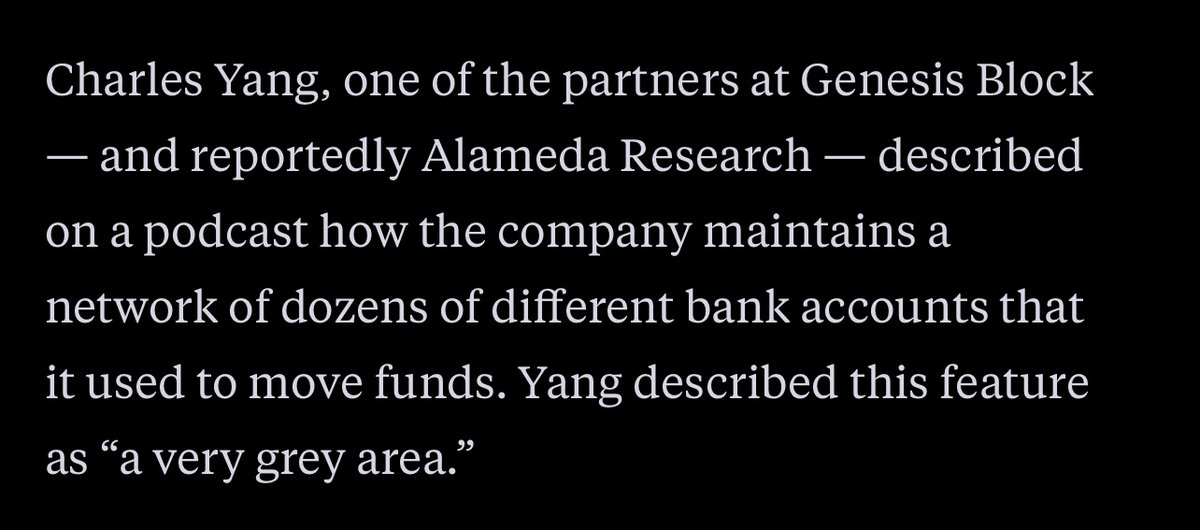 Charles Yang, one of the partners at Genesis Block
— and reportedly Alameda Research — described
on a podcast how the company maintains a
network of dozens of different bank accounts that
it used to move funds. Yang described this feature
as “a very grey area.”